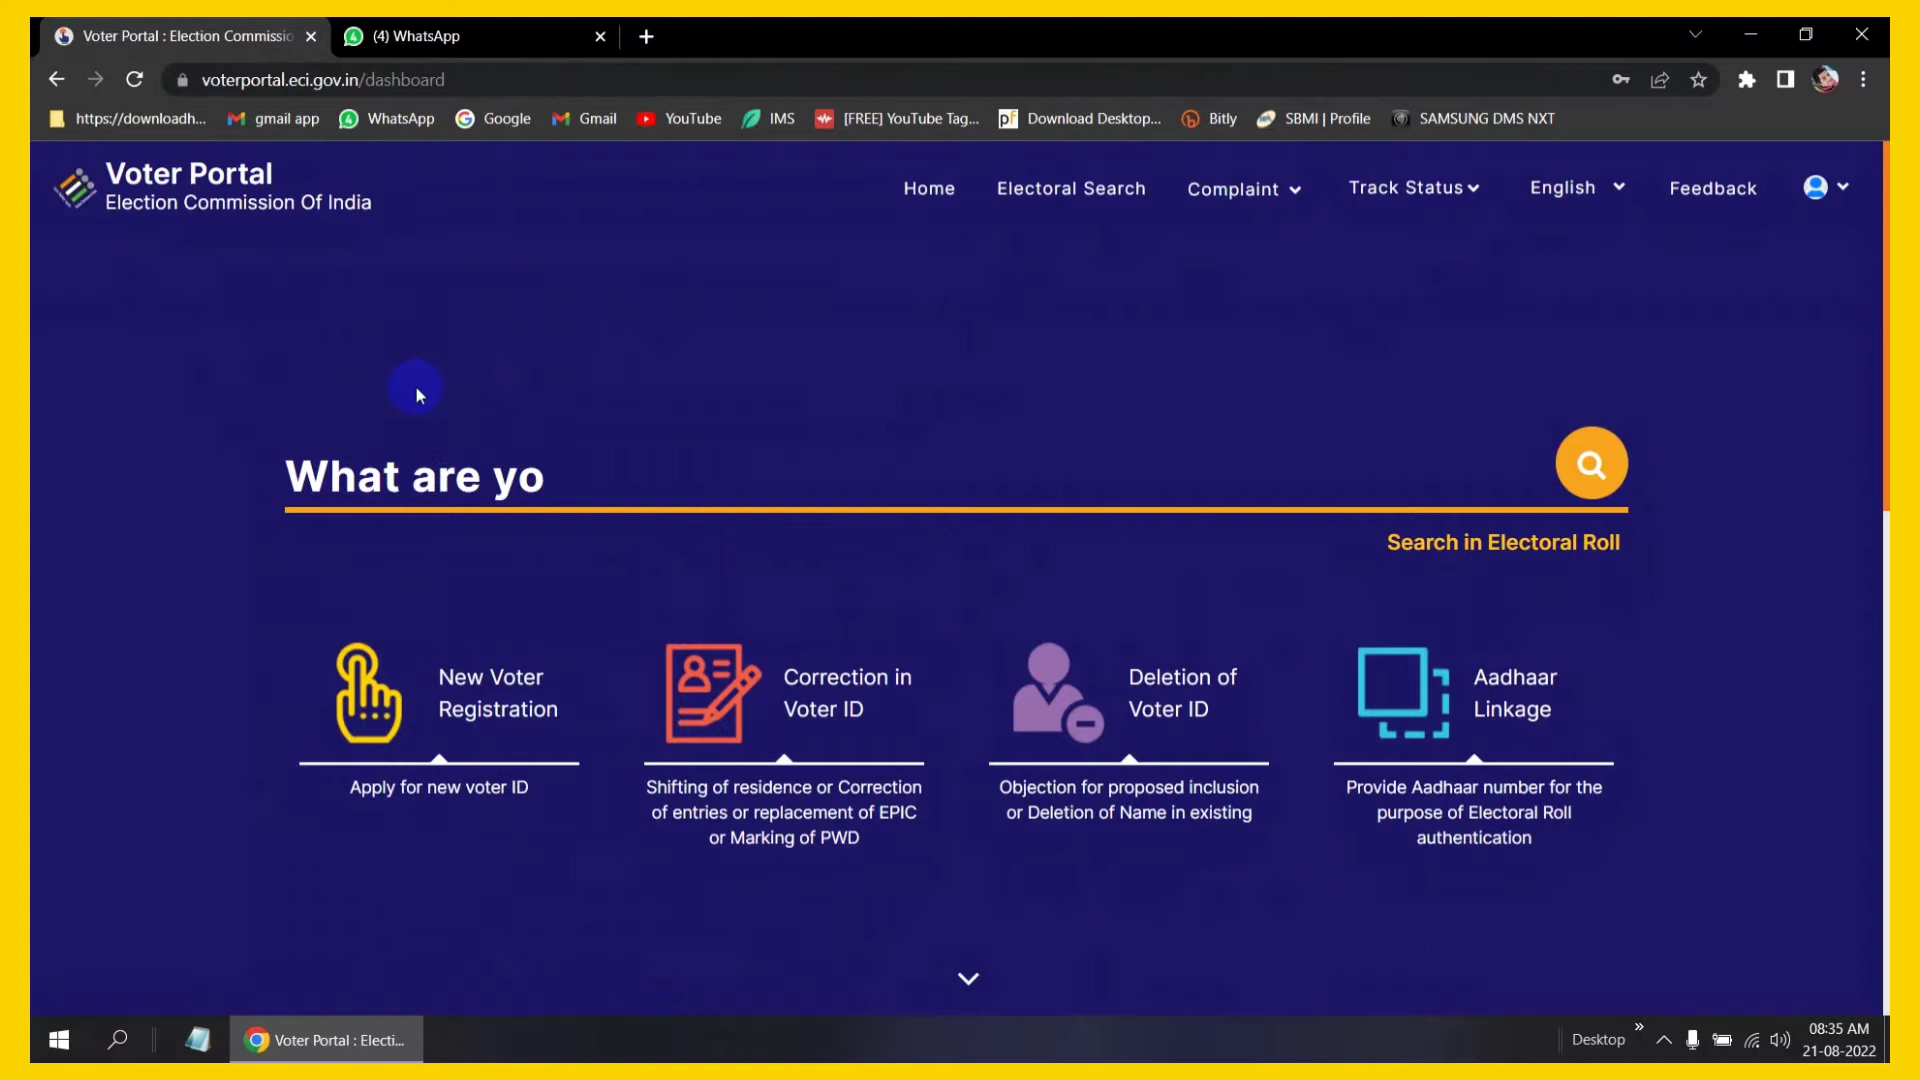 Voter Portal : Election Commissio
(4) WhatsApp
voterportal.eci.gov.in/dashboard
https://downloadh...
gmail app
WhatsApp
Google
Gmail
YouTube
IMS
[FREE] YouTube Tag...
Download Desktop...
Bitly
SBMI | Profile
SAMSUNG DMS NXT
Voter Portal
Election Commission Of India
Home
Electoral Search
Complaint
Track Status
English
Feedback
What are yo
Search in Electoral Roll
New Voter
Registration
Apply for new voter ID
Correction in
Voter ID
Shifting of residence or Correction
of entries or replacement of EPIC
or Marking of PWD
Deletion of
Voter ID
Objection for proposed inclusion
or Deletion of Name in existing
Aadhaar
Linkage
Provide Aadhaar number for the
purpose of Electoral Roll
authentication
Voter Portal : Electi...
Desktop
08:35 AM
21-08-2022